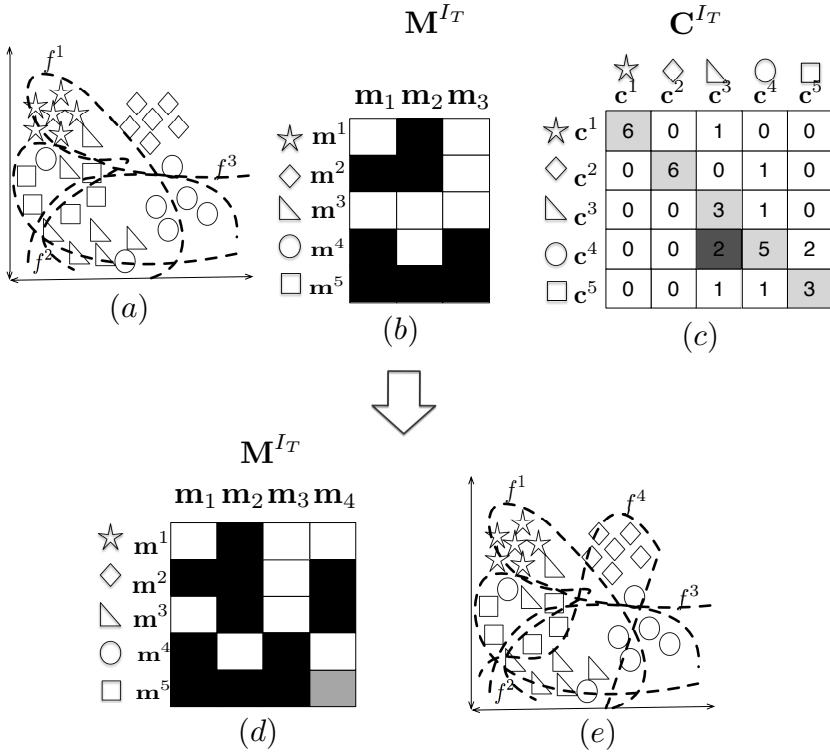 M^{I_T} C^{I_T}
f^1
f^3
f^2
(a)
m_1 m_2 m_3
m^1
m^2
m^3
m^4
m^5
(b)
c^1 c^2 c^3 c^4 c^5
c^1 6 0 1 0 0
c^2 0 6 0 1 0
c^3 0 0 3 1 0
c^4 0 0 2 5 2
c^5 0 0 1 1 3
(c)
M^{I_T}
m_1 m_2 m_3 m_4
m^1
m^2
m^3
m^4
m^5
(d)
f^1
f^4
f^3
f^2
(e)